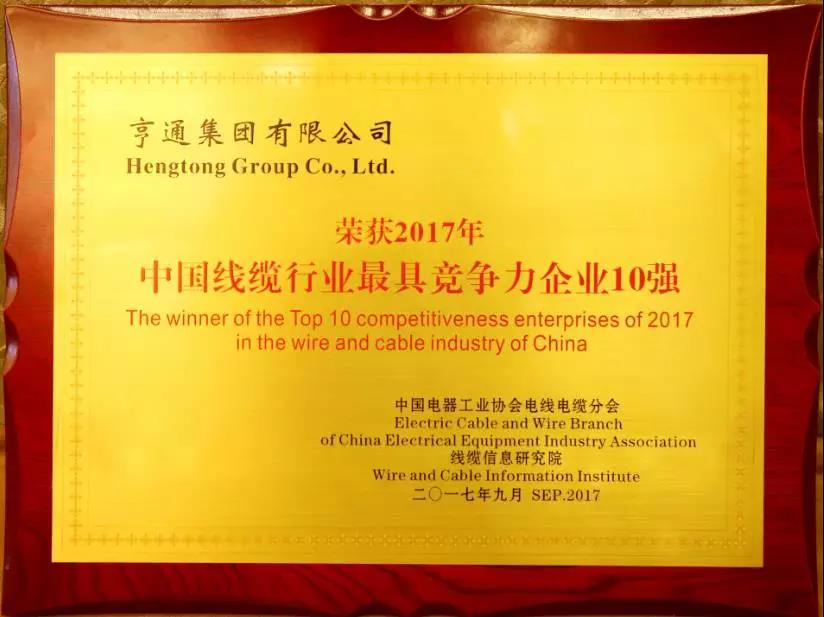 亨通集团有限公司
Hengtong Group Co., Ltd.
荣获2017年
中国线缆行业最具竞争力企业10强
The winner of the Top 10 competitiveness enterprises of 2017
in the wire and cable industry of China
中国电器工业协会电线电缆分会
Electric Cable and Wire Branch
of China Electrical Equipment Industry Association
线缆信息研究院
Wire and Cable Information Institute
二〇一七年九月 SEP.2017